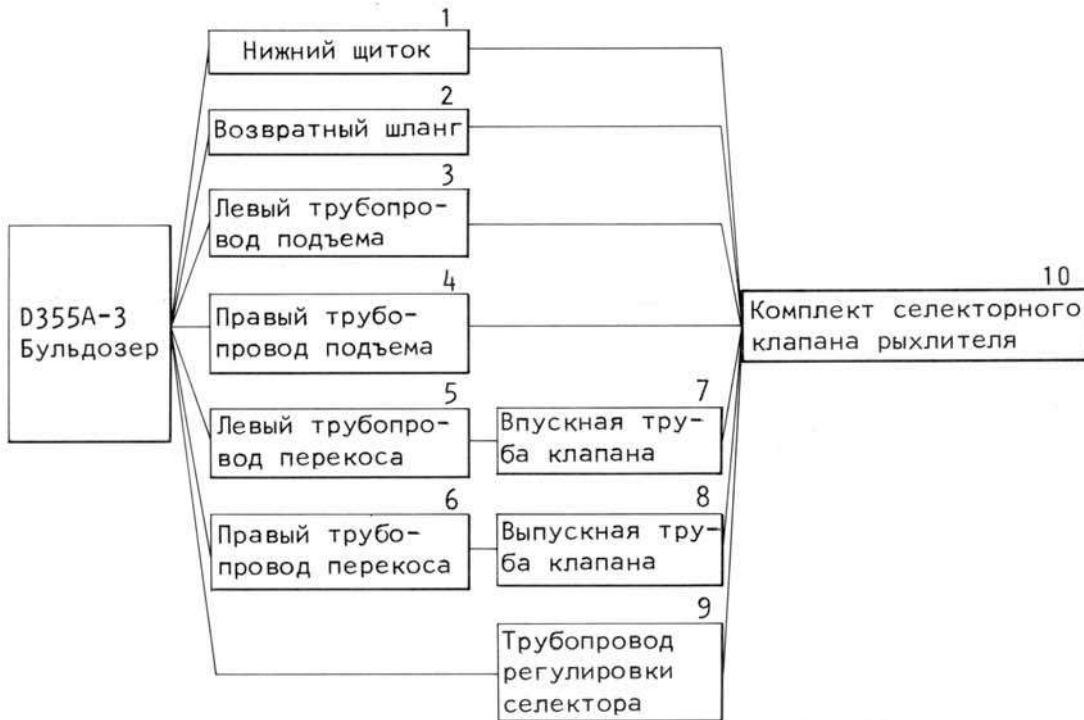 1
Нижний щиток
2
Возвратный шланг
3
Левый трубопро-
вод подъема
4
Правый трубо-
провод подъема
D355A-3
Бульдозер
10
Комплект селекторного
клапана рыхлителя
5
Левый трубопро-
вод перекоса
7
Впускная тру-
ба клапана
6
Правый трубо-
провод перекоса
8
Выпускная тру-
ба клапана
9
Трубопровод
регулировки
селектора